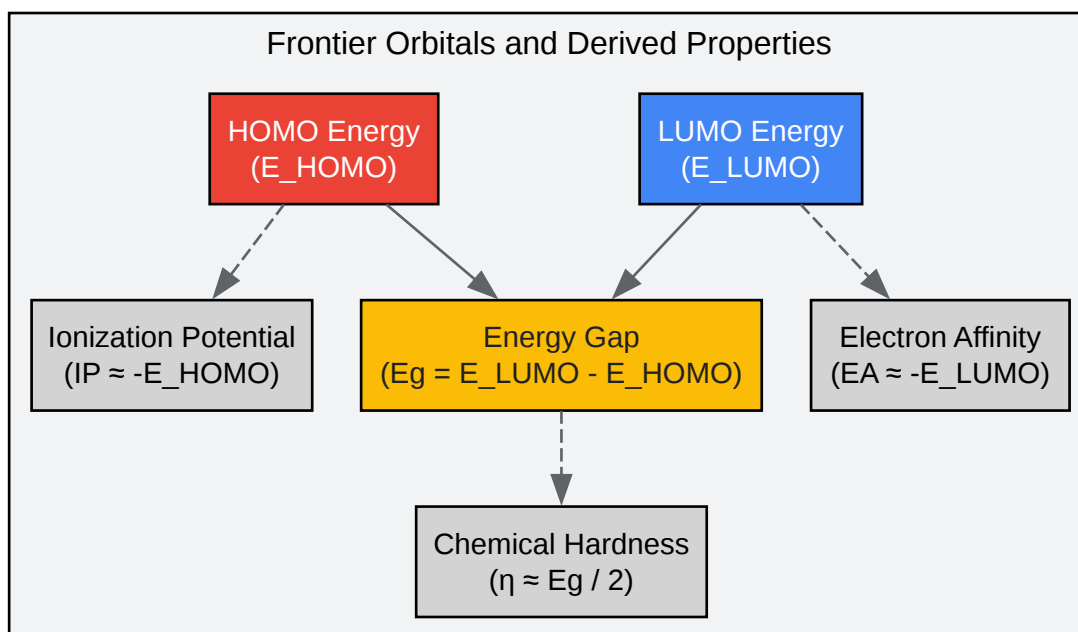 Frontier Orbitals and Derived Properties
HOMO Energy
(E_HOMO)
LUMO Energy
(E_LUMO)
Ionization Potential
(IP ≈ -E_HOMO)
Energy Gap
(Eg = E_LUMO - E_HOMO)
Electron Affinity
(EA ≈ -E_LUMO)
Chemical Hardness
(η ≈ Eg / 2)